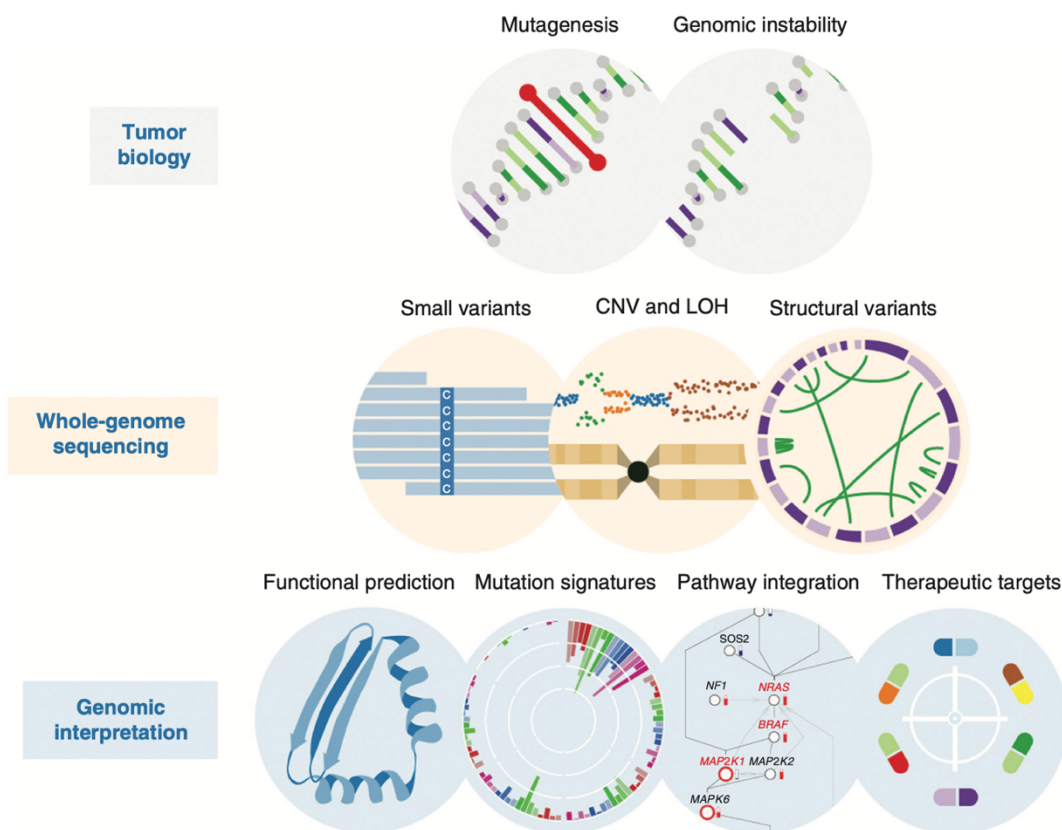 Mutagenesis
Genomic instability
Tumor
biology
Small variants
CNV and LOH
Structural variants
C
C
C
C
C
C
C
Whole-genome
sequencing
Functional prediction
Mutation signatures
Pathway integration
Therapeutic targets
SOS2
NF1
NRAS
BRAF
MAP2K1
MAP2K2
MAPK6
Genomic
interpretation